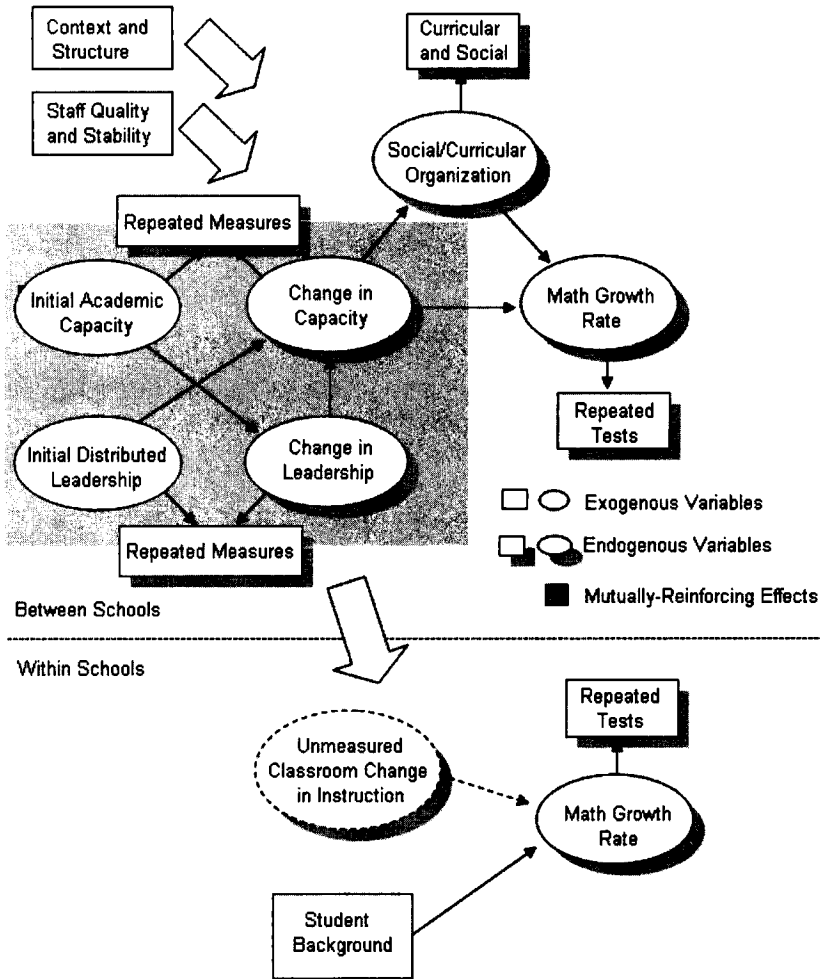 Context and
Structure
Staff Quality
and Stability
Curricular
and Social
Social/Curricular
Organization
Repeated Measures
Initial Academic
Capacity
Change in
Capacity
Math Growth
Rate
Repeated
Tests
Initial Distributed
Leadership
Change in
Leadership
Repeated Measures
Exogenous Variables
Endogenous Variables
Mutually-Reinforcing Effects
Between Schools
Within Schools
Repeated
Tests
Unmeasured
Classroom Change
in Instruction
Math Growth
Rate
Student
Background